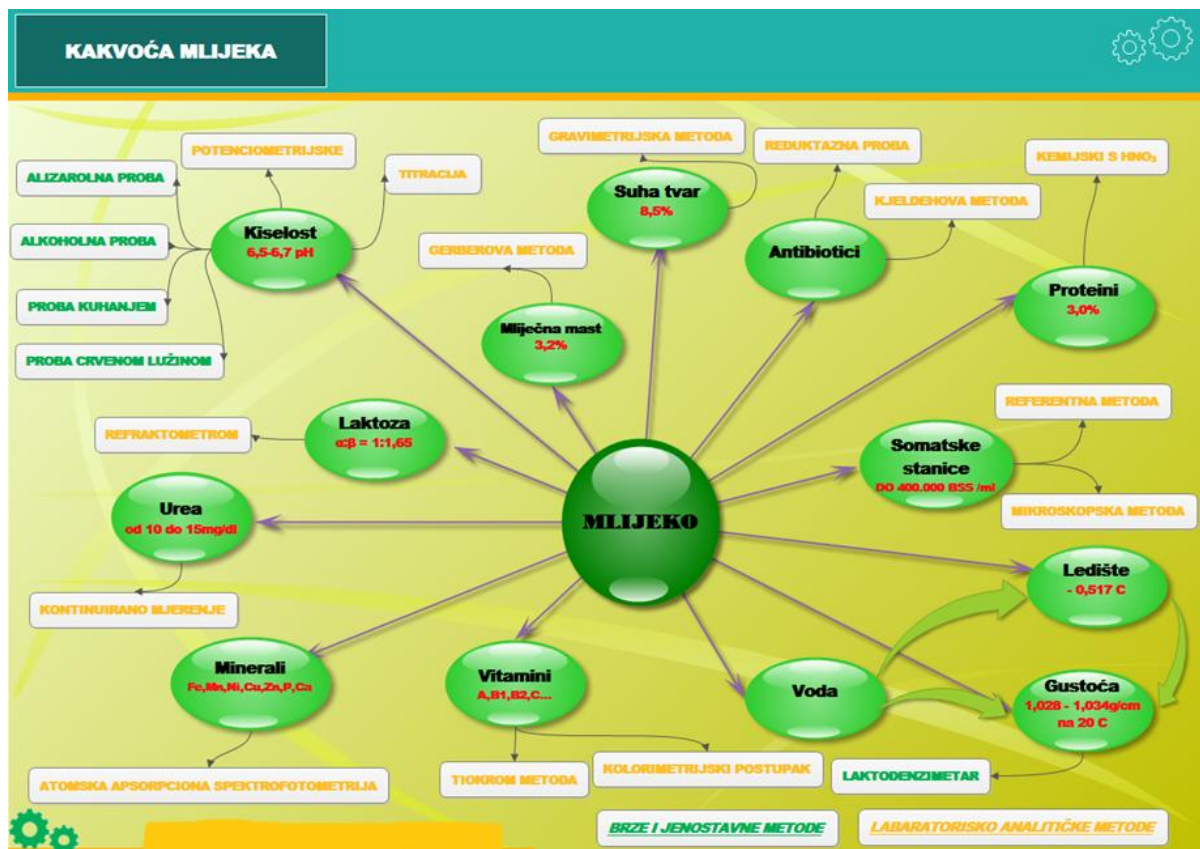 KAKVOĆA MLIJEKA
POTENCIOMETRIJSKE
ALIZAROLNA PROBA
TITRACIJA
ALKOHOLNA PROBA
Kiselost
6,5-6,7 pH
PROBA KUHANJEM
PROBA CRVENOM LUŽINOM
GRAVIMETRIJSKA METODA
Suha tvar
8,5%
GERBEROVA METODA
Mliječna mast
3,2%
REDUKTAZNA PROBA
KJELDEHOVA METODA
Antibiotici
KEMIJSKI S HNO₃
Proteini
3,0%
REFRAKTOMETROM
Laktoza
α:β = 1:1,65
REFERENTNA METODA
Somatske
stanice
DO 400.000 BSS /ml
MIKROSKOPSKA METODA
Urea
od 10 do 15mg/dl
KONTINUIRANO MJERENJE
MLIJEKO
Ledište
- 0,517 C
Minerali
Fe,Mn,Ni,Cu,Zn,P,Ca
ATOMSKA APSORPCIONA SPEKTROFOTOMETRIJA
Vitamini
A,B1,B2,C...
TIOKROM METODA
KOLORIMETRIJSKI POSTUPAK
Voda
Gustoća
1,028 - 1,034g/cm
na 20 C
LAKTODENZIMETAR
BRZE I JENOSTAVNE METODE
LABARATORISKO ANALITIČKE METODE